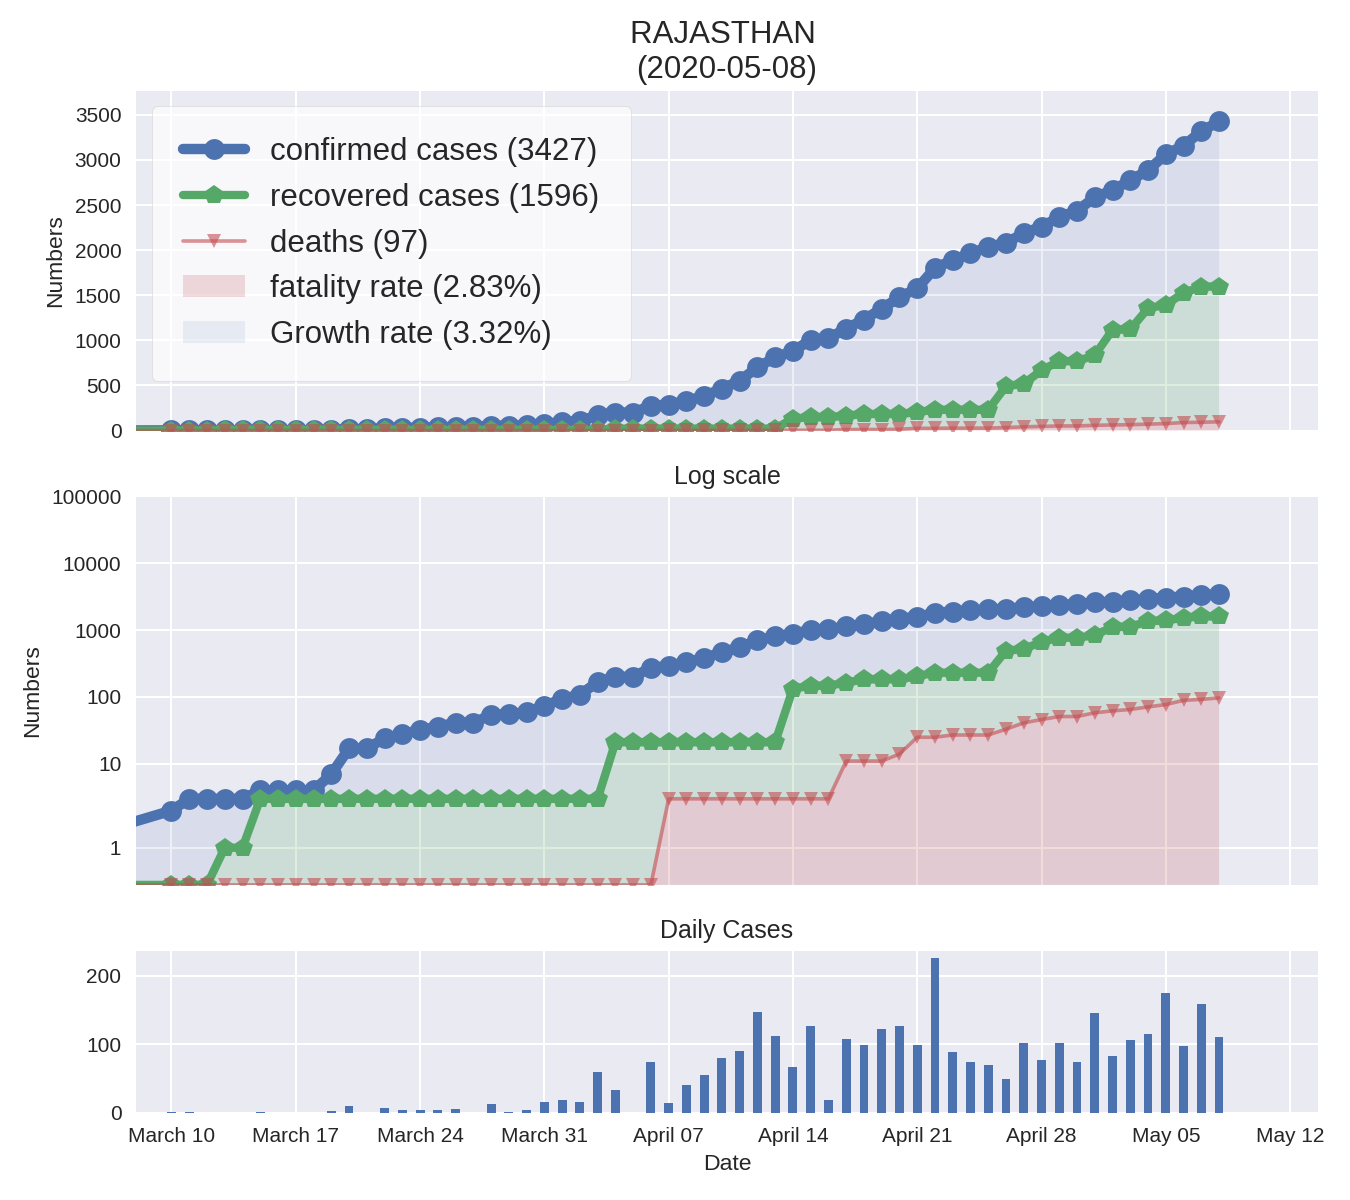 RAJASTHAN
(2020-05-08)
3500
3000
2500
2000
1500
1000
500
0
Numbers
confirmed cases (3427)
recovered cases (1596)
deaths (97)
fatality rate (2.83%)
Growth rate (3.32%)
Log scale
100000
10000
1000
100
10
1
Numbers
Daily Cases
200
100
0
March 10 March 17 March 24 March 31 April 07 April 14 April 21 April 28 May 05 May 12
Date